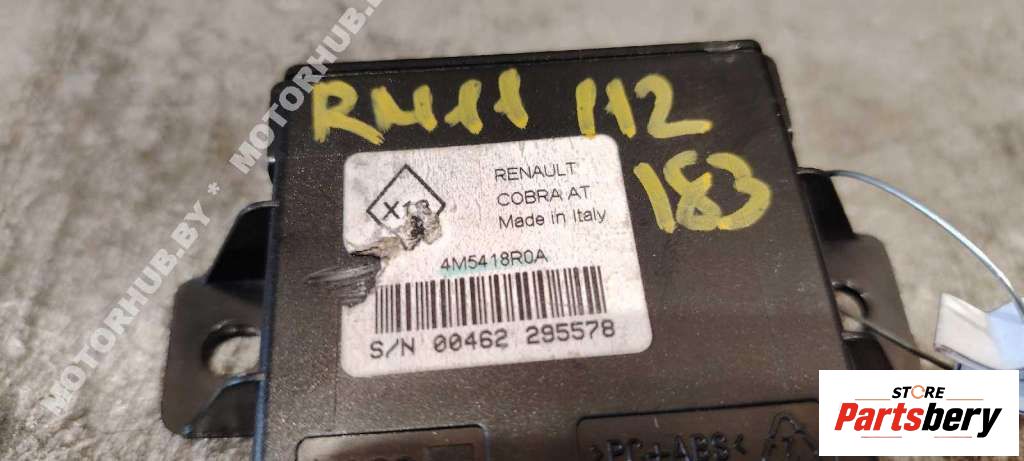 MOTORHUB.BY * MOTORHUB.BY
RM11 112
183
RENAULT
COBRA AT
Made in Italy
4M5418R0A
S/N 00462 295578
>PC+ABS<
STORE
Partsbery